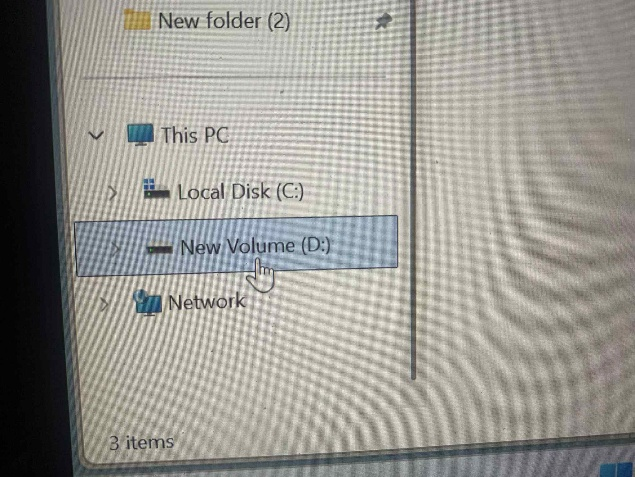 New folder (2)
This PC
Local Disk (C:)
New Volume (D:)
Network
3 items